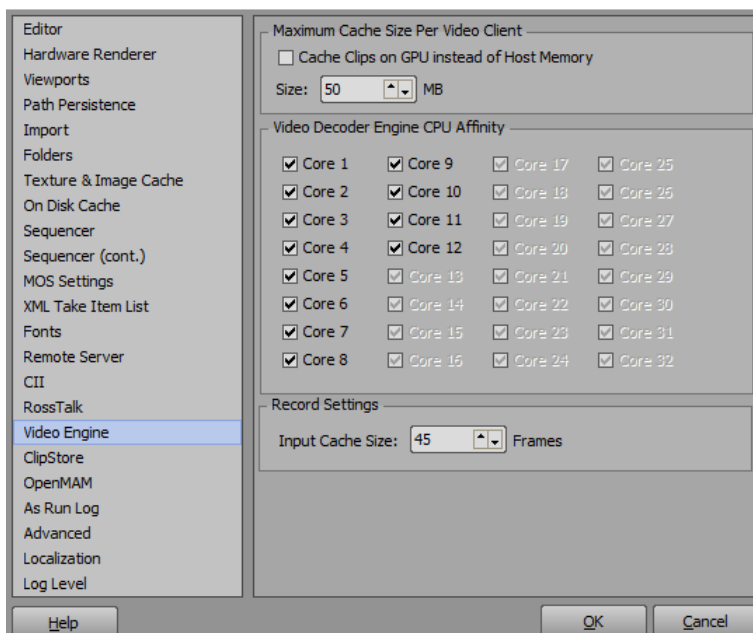 Editor
Hardware Renderer
Viewports
Path Persistence
Import
Folders
Texture & Image Cache
On Disk Cache
Sequencer
Sequencer (cont.)
MOS Settings
XML Take Item List
Fonts
Remote Server
CII
RossTalk
Video Engine
ClipStore
OpenMAM
As Run Log
Advanced
Localization
Log Level
Maximum Cache Size Per Video Client
Cache Clips on GPU instead of Host Memory
Size: 50 MB
Video Decoder Engine CPU Affinity
Core 1 Core 9 Core 17 Core 25
Core 2 Core 10 Core 18 Core 26
Core 3 Core 11 Core 19 Core 27
Core 4 Core 12 Core 20 Core 28
Core 5 Core 13 Core 21 Core 29
Core 6 Core 14 Core 22 Core 30
Core 7 Core 15 Core 23 Core 31
Core 8 Core 16 Core 24 Core 32
Record Settings
Input Cache Size: 45 Frames
Help OK Cancel